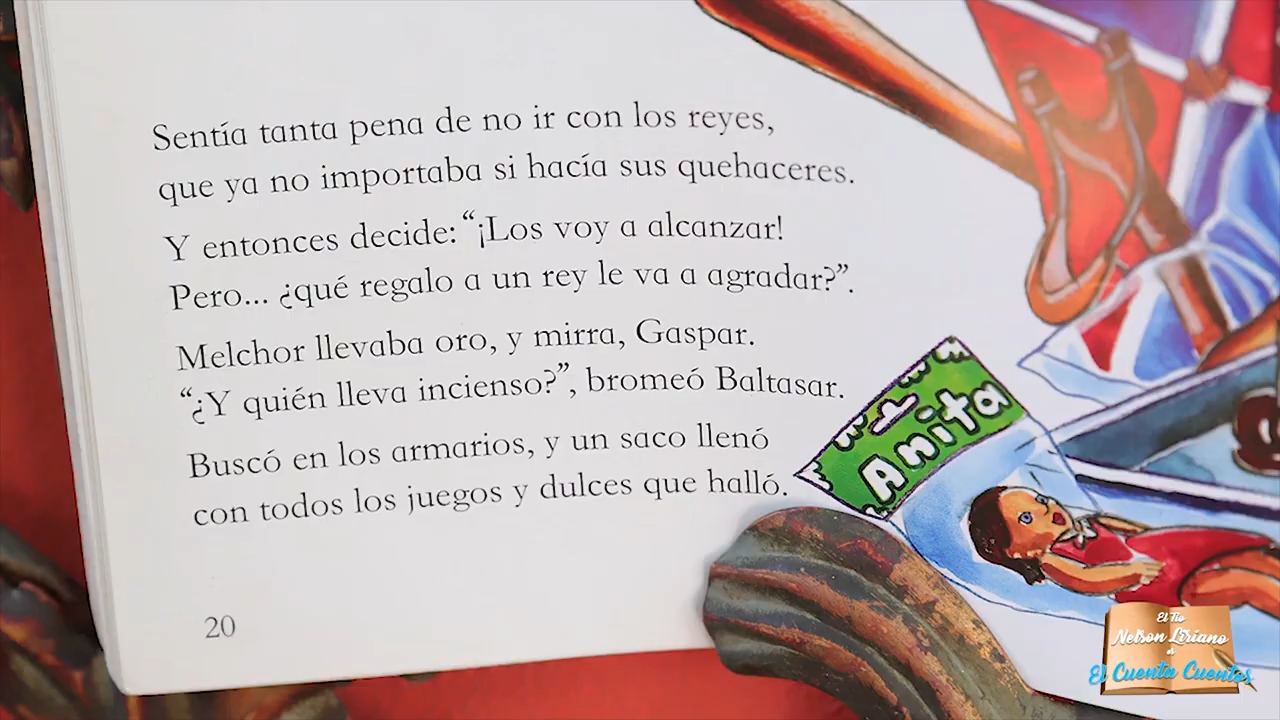 Sentía tanta pena de no ir con los reyes,
que ya no importaba si hacía sus quehaceres.
Y entonces decide: “¡Los voy a alcanzar!
Pero... ¿qué regalo a un rey le va a agradar?”.
Melchor llevaba oro, y mirra, Gaspar.
“¿Y quién lleva incienso?”, bromeó Baltasar.
Buscó en los armarios, y un saco llenó
con todos los juegos y dulces que halló.
20
Anita
El Tío
Nelson Liriano
El Cuenta Cuentos